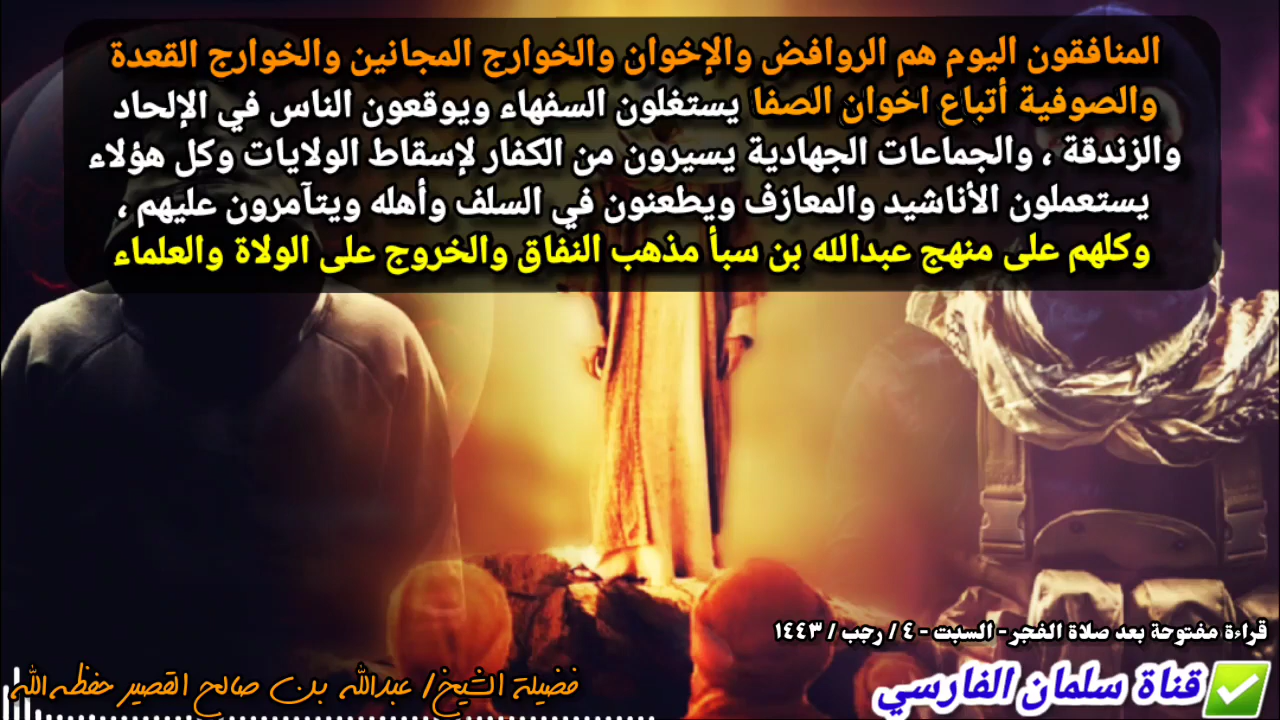 المنافقون اليوم هم الروافض والإخوان والخوارج المجانين والخوارج القعدة
والصوفية أتباع اخوان الصفا يستغلون السفهاء ويوقعون الناس في الإلحاد
والزندقة ، والجماعات الجهادية يسيرون من الكفار لإسقاط الولايات وكل هؤلاء
يستعملون الأناشيد والمعازف ويطعنون في السلف وأهله ويتآمرون عليهم ،
وكلهم على منهج عبدالله بن سبأ مذهب النفاق والخروج على الولاة والعلماء
قراءة مفتوحة بعد صلاة الفجر - السبت - ٤ / رجب / ١٤٤٣
قناة سلمان الفارسي
فضيلة الشيخ/ عبدالله بن صالح القصير حفظه الله